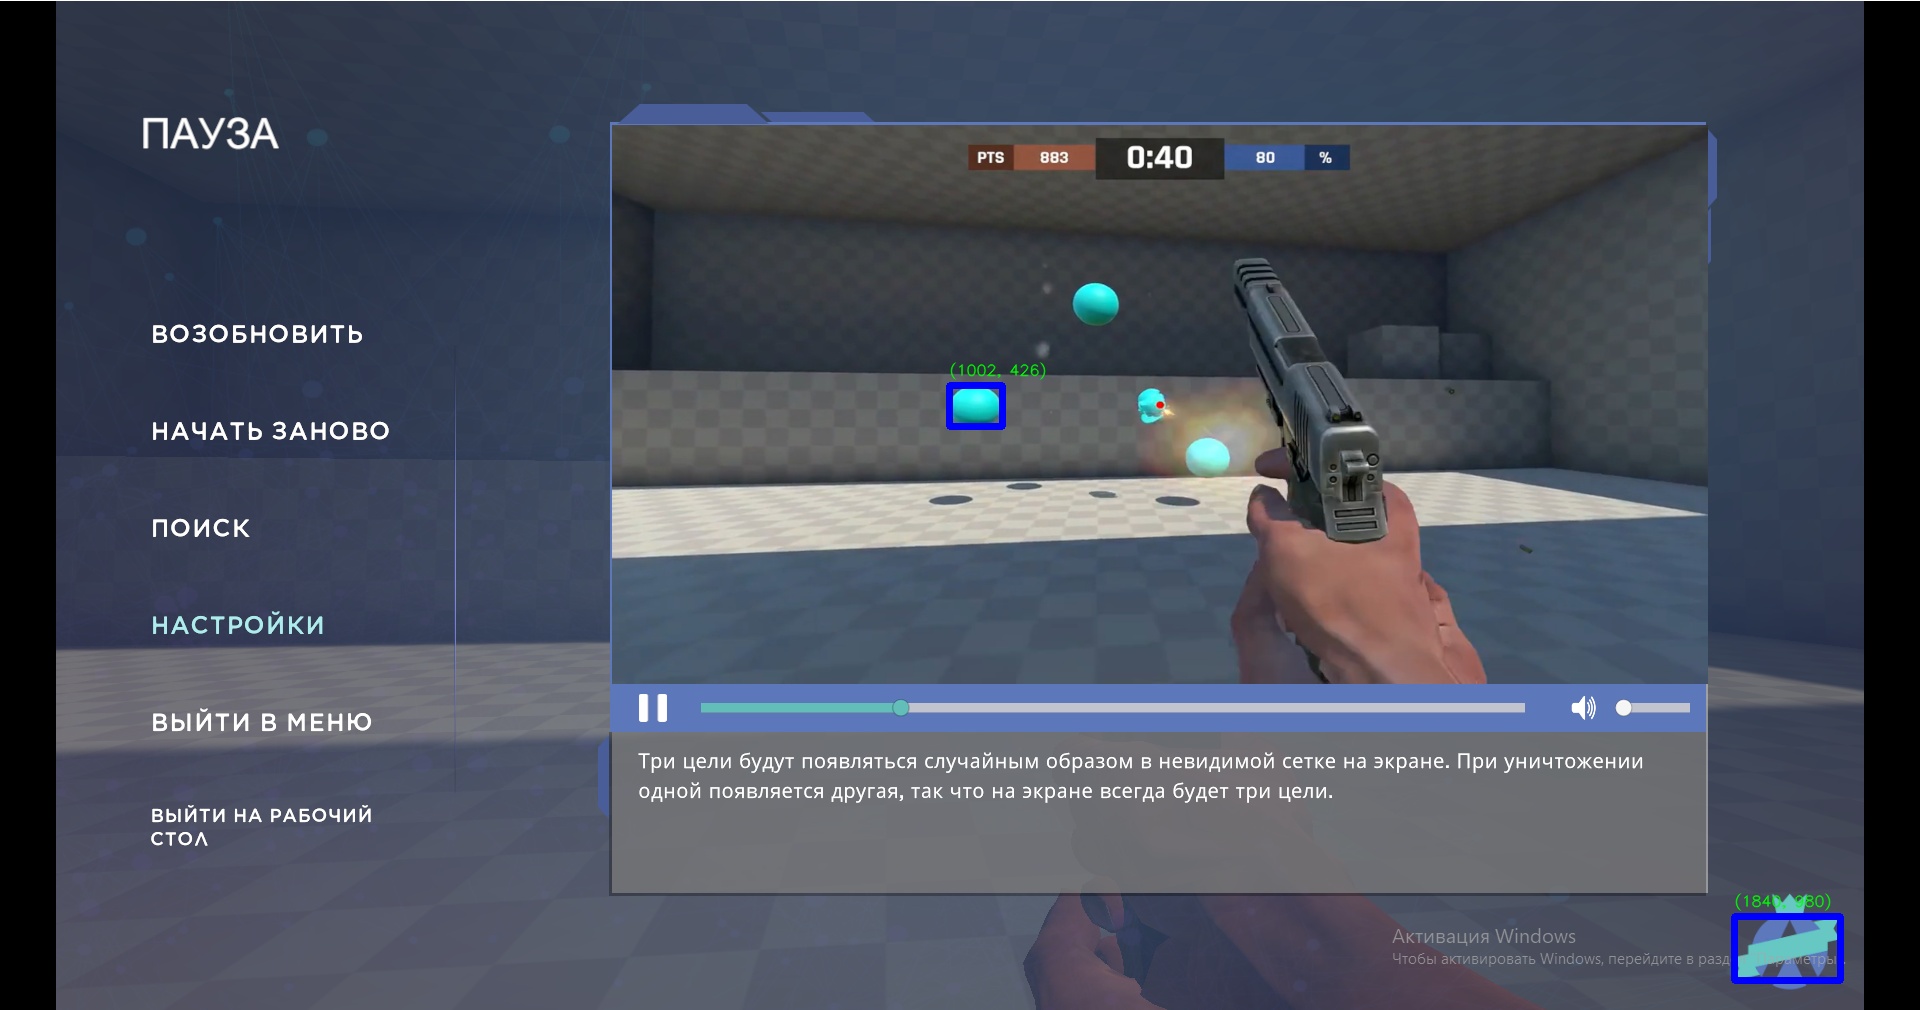 ПАУЗА
ВОЗОБНОВИТЬ
НАЧАТЬ ЗАНОВО
ПОИСК
НАСТРОЙКИ
ВЫЙТИ В МЕНЮ
ВЫЙТИ НА РАБОЧИЙ
СТОЛ
PTS 883 0:40 80 %
(1002, 426)
Три цели будут появляться случайным образом в невидимой сетке на экране. При уничтожении
одной появляется другая, так что на экране всегда будет три цели.
(1840, 980)
Активация Windows
Чтобы активировать Windows, перейдите в